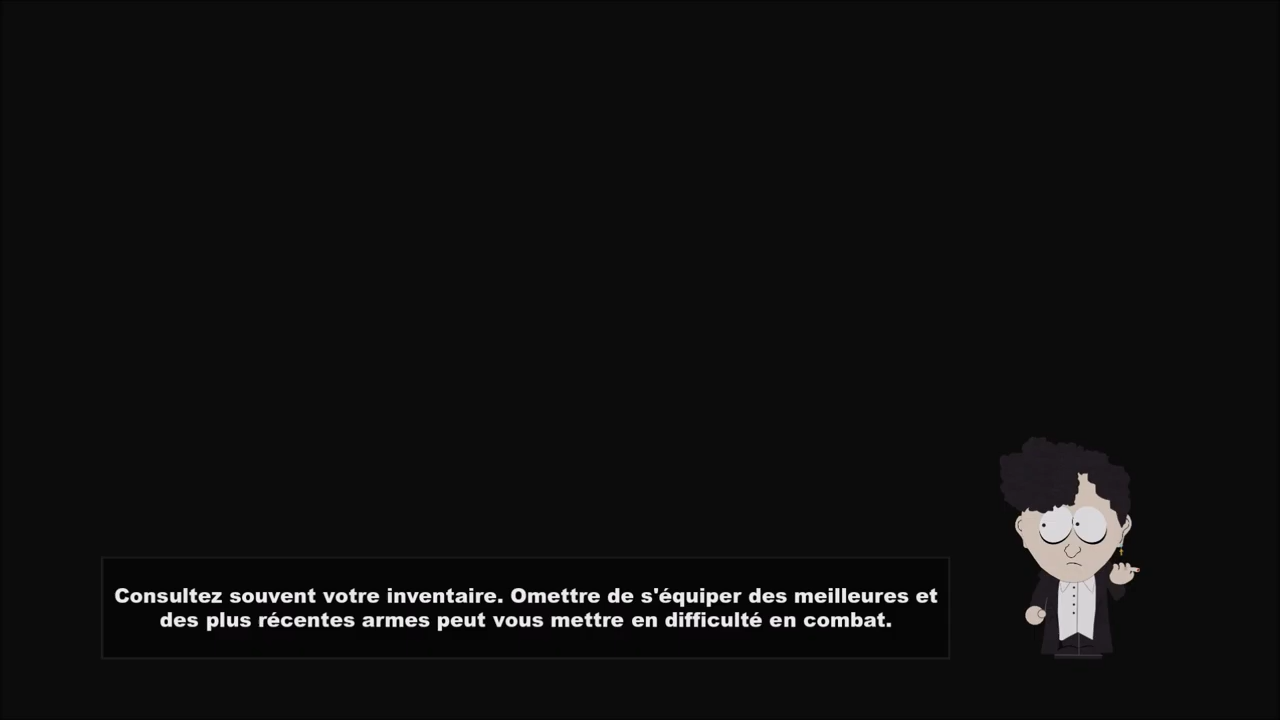 Consultez souvent votre inventaire. Omettre de s'équiper des meilleures et
des plus récentes armes peut vous mettre en difficulté en combat.